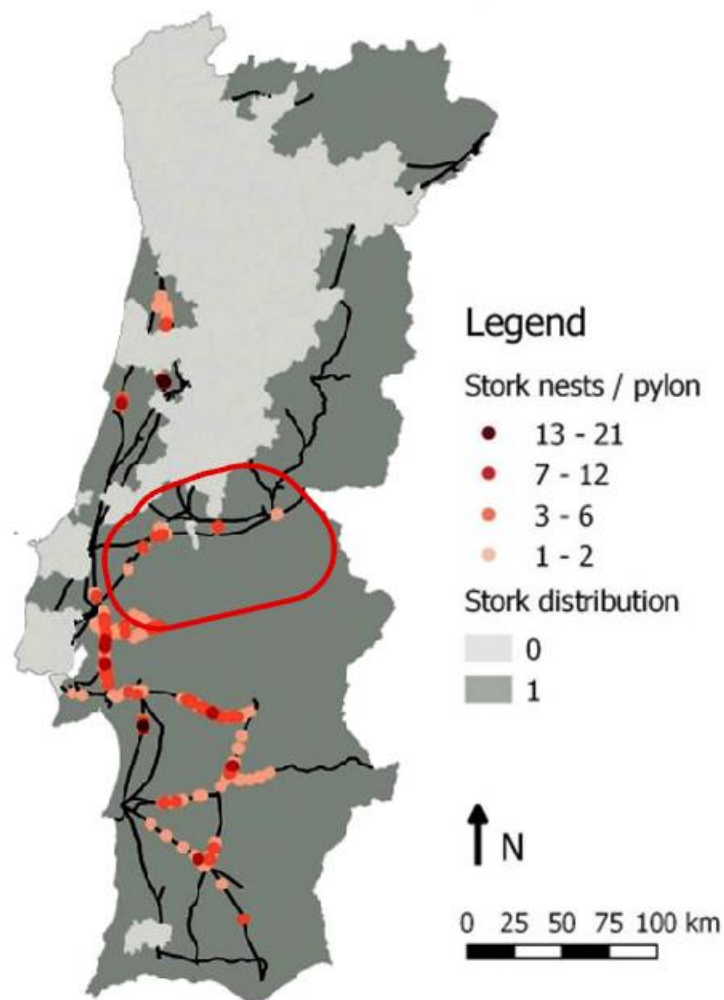 Legend
Stork nests / pylon
13 - 21
7 - 12
3 - 6
1 - 2
Stork distribution
0
1
N
0 25 50 75 100 km